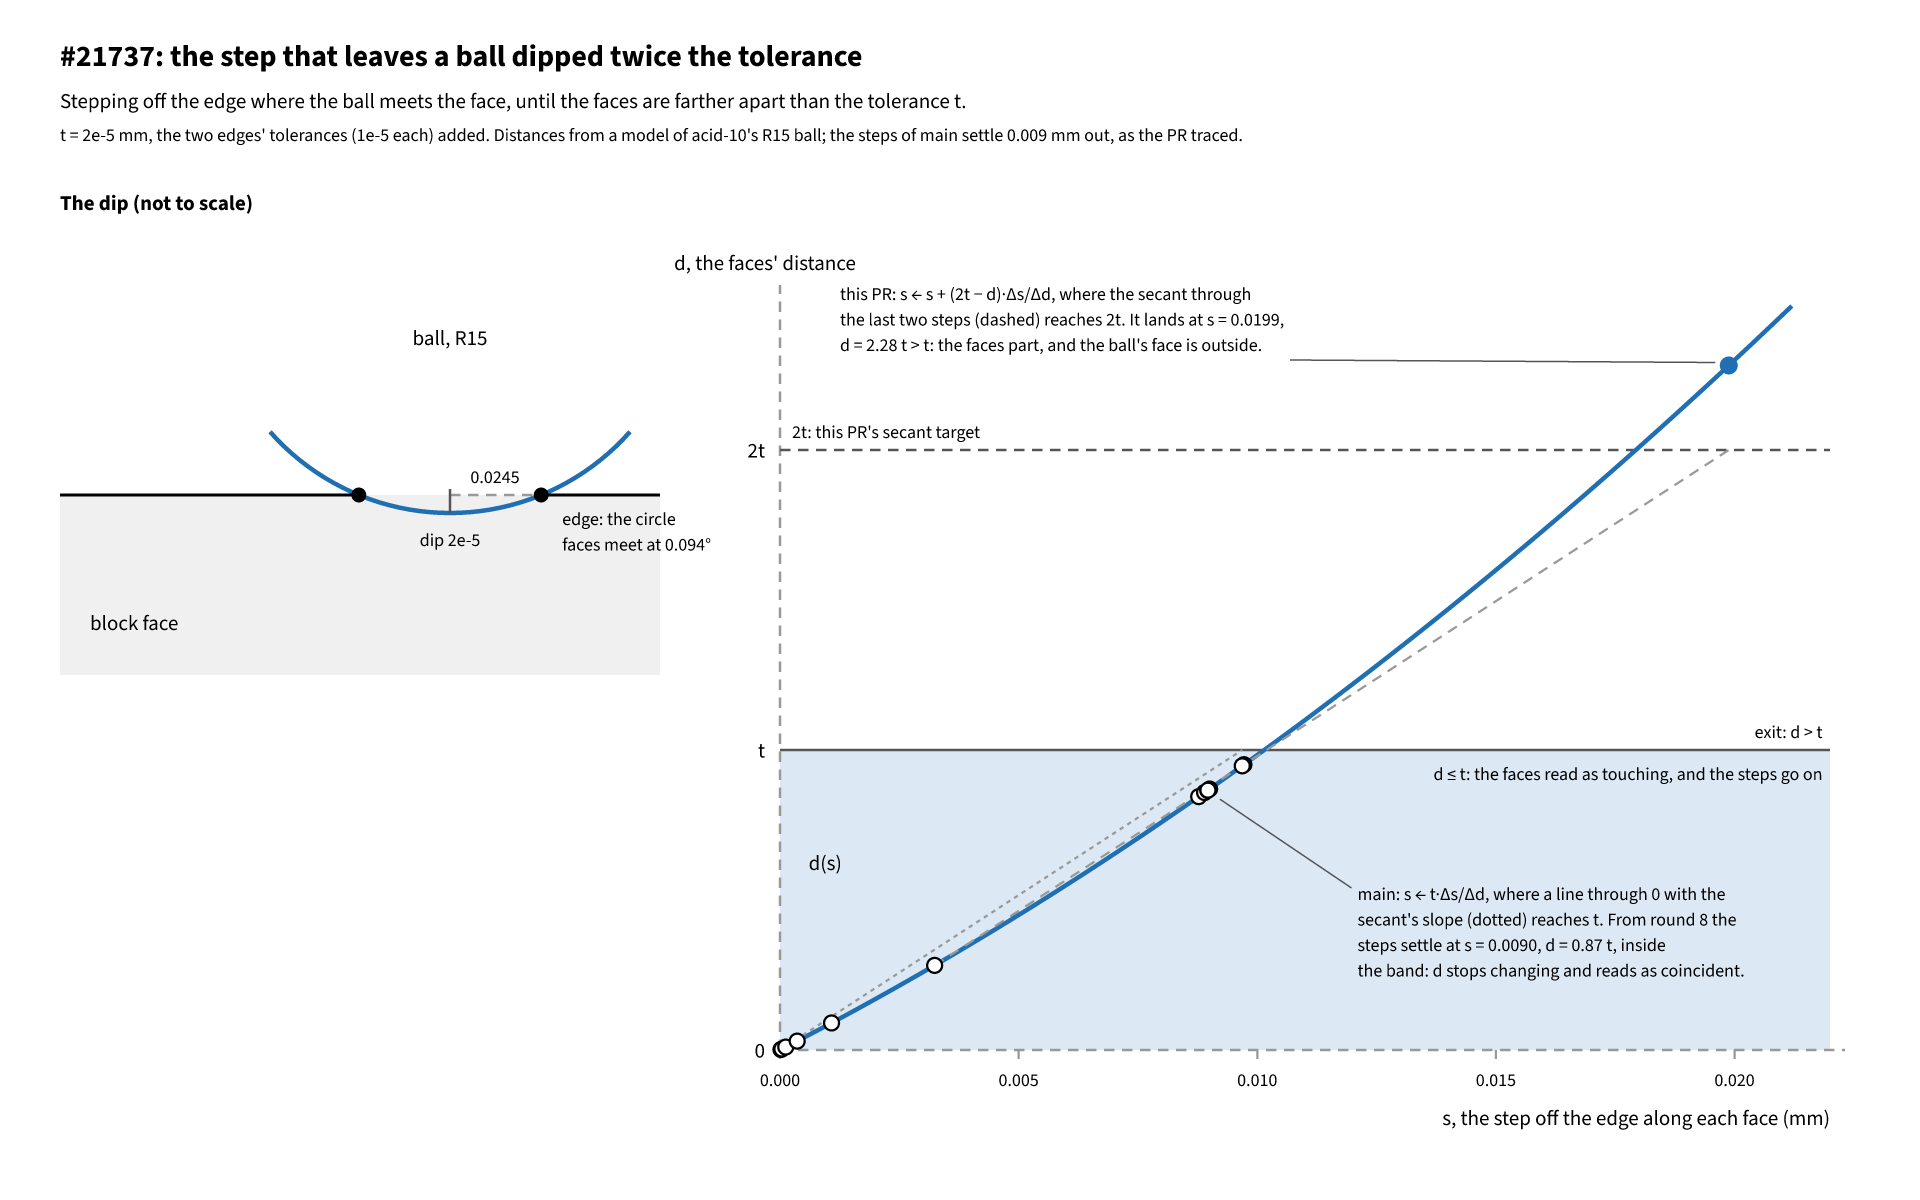 #21737: the step that leaves a ball dipped twice the tolerance
Stepping off the edge where the ball meets the face, until the faces are farther apart than the tolerance t.
t = 2e-5 mm, the two edges' tolerances (1e-5 each) added. Distances from a model of acid-10's R15 ball; the steps of main settle 0.009 mm out, as the PR traced.
The dip (not to scale)
ball, R15
0.0245
dip 2e-5
edge: the circle
faces meet at 0.094°
block face
d, the faces' distance
this PR: s ← s + (2t − d)·Δs/Δd, where the secant through
the last two steps (dashed) reaches 2t. It lands at s = 0.0199,
d = 2.28 t > t: the faces part, and the ball's face is outside.
2t: this PR's secant target
2t
exit: d > t
t
d ≤ t: the faces read as touching, and the steps go on
d(s)
main: s ← t·Δs/Δd, where a line through 0 with the
secant's slope (dotted) reaches t. From round 8 the
steps settle at s = 0.0090, d = 0.87 t, inside
the band: d stops changing and reads as coincident.
0
0.000
0.005
0.010
0.015
0.020
s, the step off the edge along each face (mm)